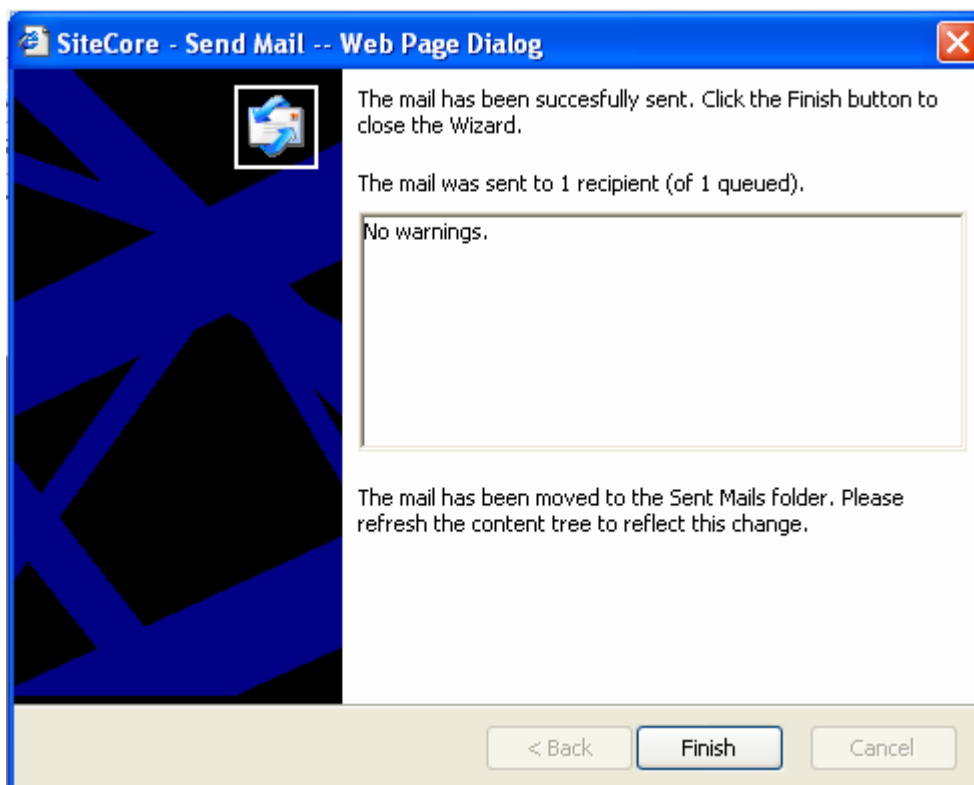 SiteCore - Send Mail -- Web Page Dialog
The mail has been succesfully sent. Click the Finish button to
close the Wizard.
The mail was sent to 1 recipient (of 1 queued).
No warnings.
The mail has been moved to the Sent Mails folder. Please
refresh the content tree to reflect this change.
< Back Finish Cancel